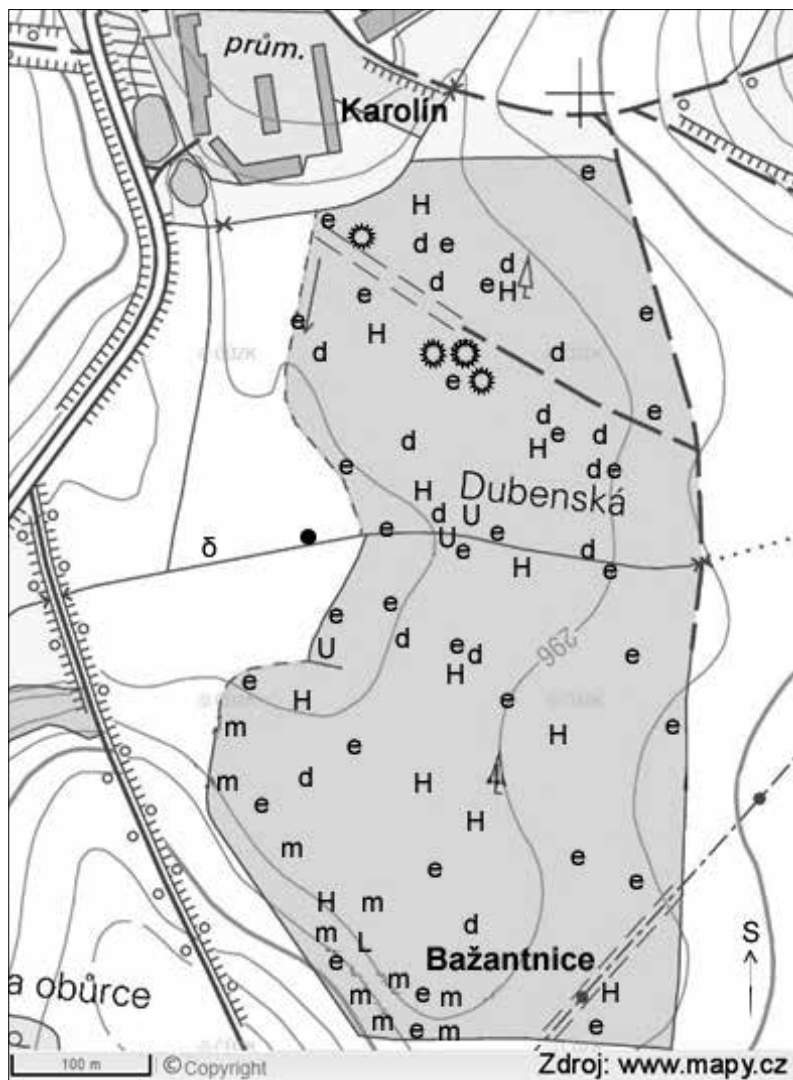 prům.
Karolín
e
H
e
d e
d
d e H
e
e
e
H
d d
e
e
d
e d
d H
e d e
H
Dubenská
d U
e e
U
δ e d
H e
e
e
d
U e d 296 e
H
e
H e
m e
H
e
d
m H
e
H
m e
e e
H m
d
m S
L
e Bažantnice
m
a obůrce
m e m H
m e
e m
100 m © Copyright Zdroj: www.mapy.cz